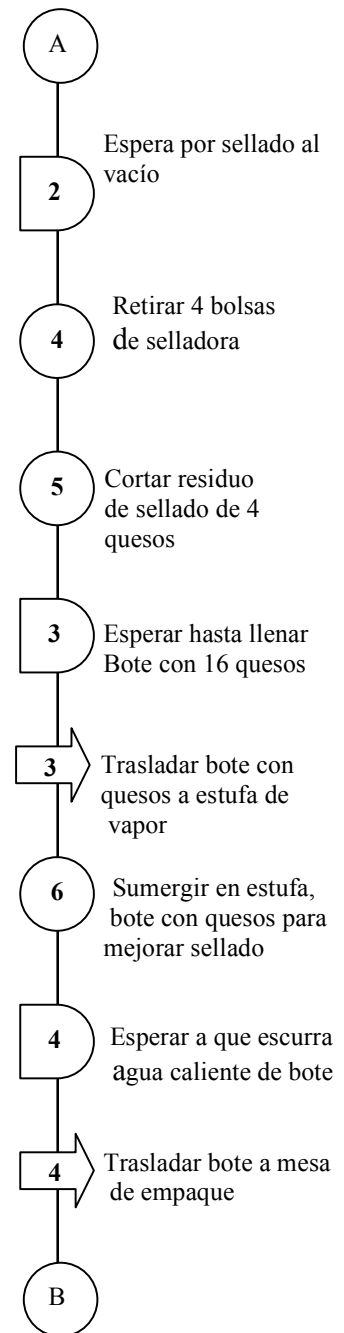 A
Espera por sellado al
vacío
2
Retirar 4 bolsas
de selladora
4
Cortar residuo
de sellado de 4
quesos
5
Esperar hasta llenar
Bote con 16 quesos
3
Trasladar bote con
quesos a estufa de
vapor
3
Sumergir en estufa,
bote con quesos para
mejorar sellado
6
Esperar a que escurra
agua caliente de bote
4
Trasladar bote a mesa
de empaque
4
B